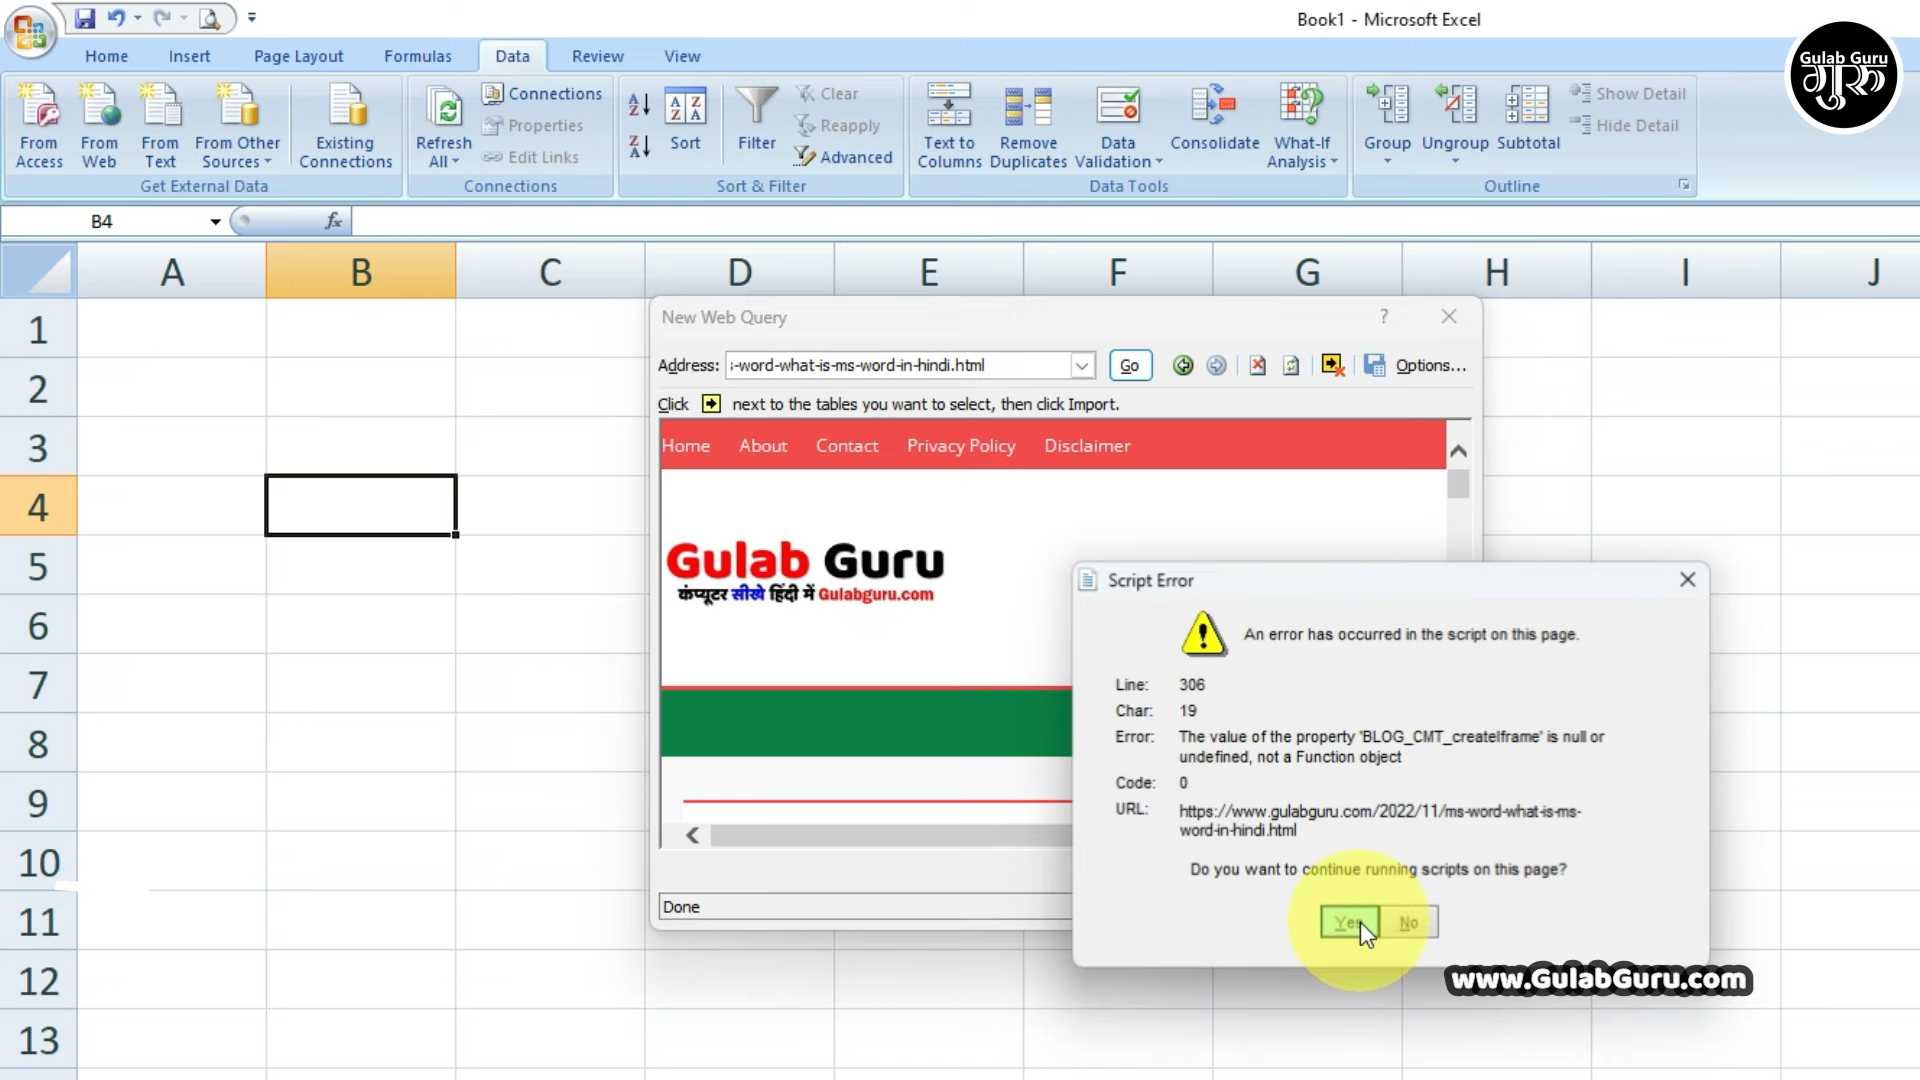 Book1 - Microsoft Excel
Home Insert Page Layout Formulas Data Review View
Gulab Guru
गुरु
From Access
From Web
From Text
From Other Sources
Existing Connections
Get External Data
Refresh All
Connections
Properties
Edit Links
Connections
Sort
Filter
Clear
Reapply
Advanced
Sort & Filter
Text to Columns
Remove Duplicates
Data Validation
Consolidate
What-If Analysis
Data Tools
Group
Ungroup
Subtotal
Show Detail
Hide Detail
Outline
B4
fx
A B C D E F G H I J
1
2
3
4
5
6
7
8
9
10
11
12
13
New Web Query ?
Address: ;-word-what-is-ms-word-in-hindi.html Go Options...
Click next to the tables you want to select, then click Import.
Home About Contact Privacy Policy Disclaimer
Gulab Guru
कंप्यूटर सीखे हिंदी में Gulabguru.com
Done
Script Error
An error has occurred in the script on this page.
Line: 306
Char: 19
Error: The value of the property 'BLOG_CMT_createIframe' is null or
undefined, not a Function object
Code: 0
URL: https://www.gulabguru.com/2022/11/ms-word-what-is-ms-
word-in-hindi.html
Do you want to continue running scripts on this page?
Yes No
www.GulabGuru.com